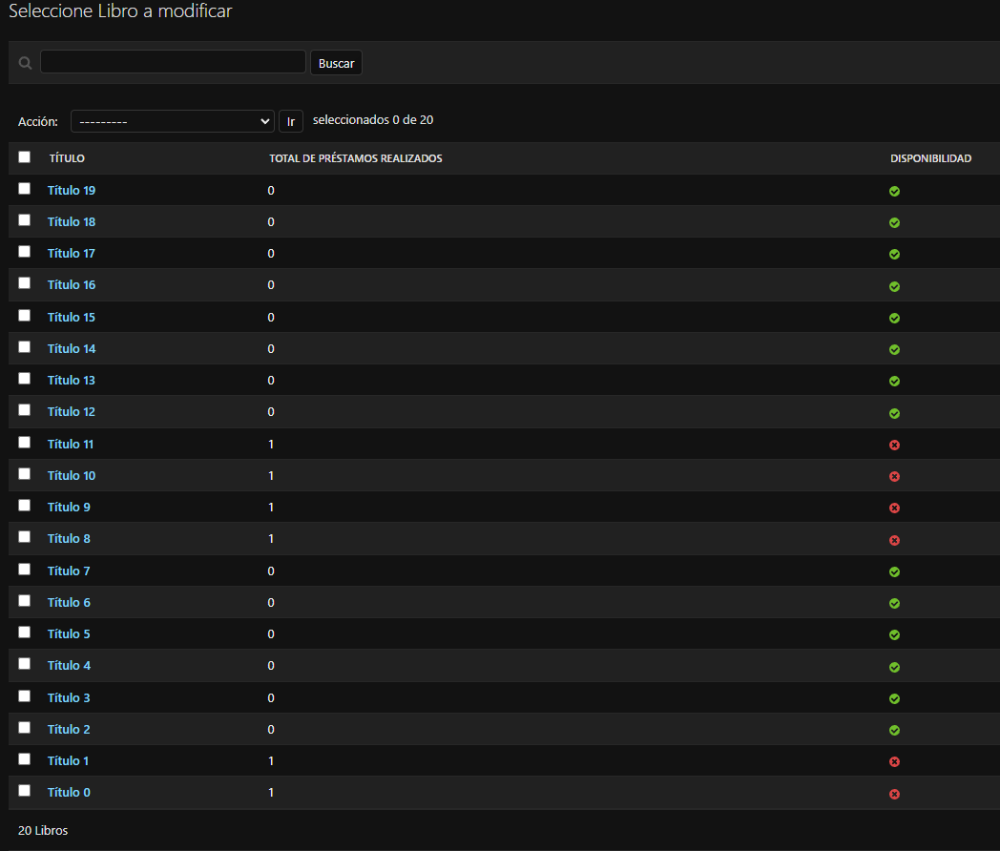 Seleccione Libro a modificar
Buscar
Acción: --------- Ir seleccionados 0 de 20
TÍTULO TOTAL DE PRÉSTAMOS REALIZADOS DISPONIBILIDAD
Título 19 0
Título 18 0
Título 17 0
Título 16 0
Título 15 0
Título 14 0
Título 13 0
Título 12 0
Título 11 1
Título 10 1
Título 9 1
Título 8 1
Título 7 0
Título 6 0
Título 5 0
Título 4 0
Título 3 0
Título 2 0
Título 1 1
Título 0 1
20 Libros